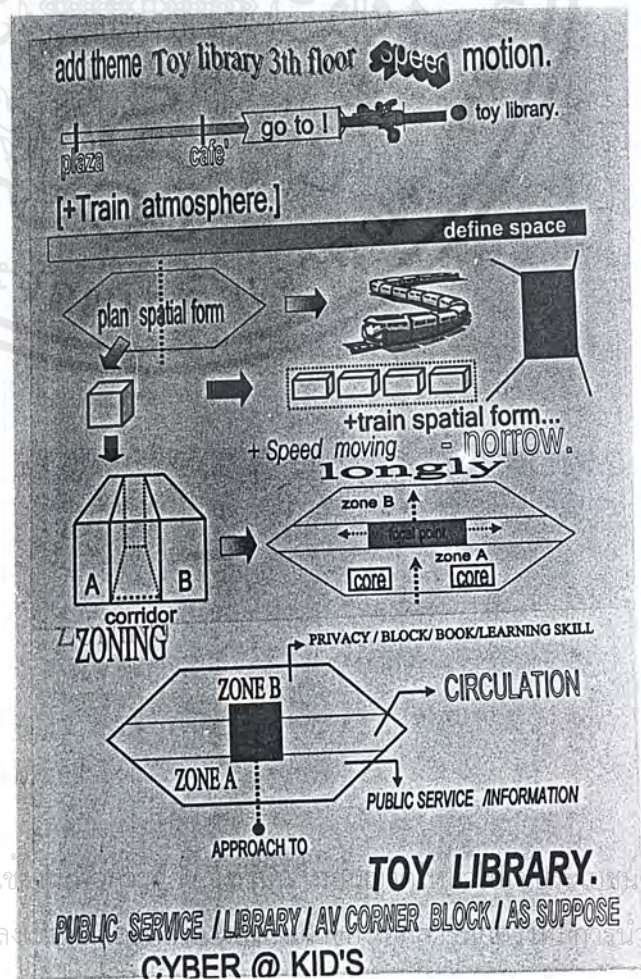 add theme Toy library 3th floor Speed motion.
plaza
cafe'
go to !
toy library.
[+Train atmosphere.]
define space
plan spatial form
+train spatial form...
+ Speed moving - norrow.
longly
zone B
focal point
zone A
core
core
A
B
corridor
ZONING
PRIVACY / BLOCK/ BOOK/LEARNING SKILL
ZONE B
CIRCULATION
ZONE A
PUBLIC SERVICE /INFORMATION
APPROACH TO
TOY LIBRARY.
PUBLIC SERVICE / LIBRARY / AV CORNER BLOCK / AS SUPPOSE
CYBER @ KID'S